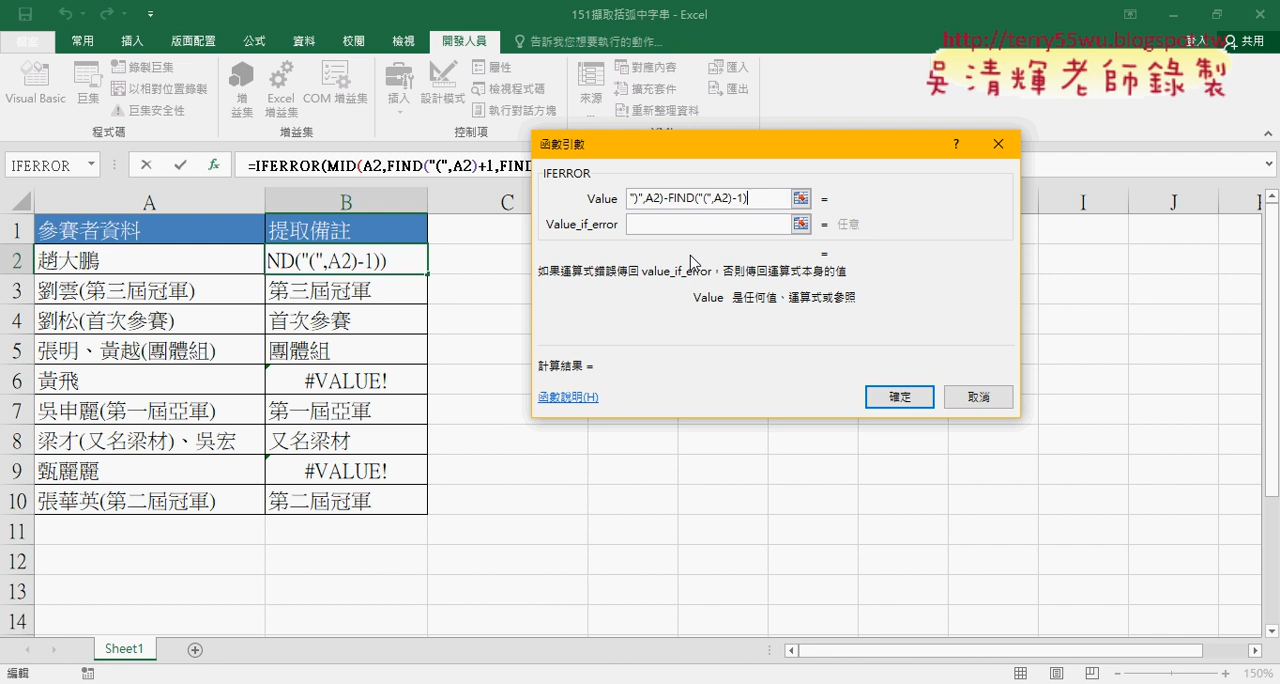 151擷取括弧中字串 - Excel
檔案 常用 插入 版面配置 公式 資料 校閱 檢視 開發人員 告訴我您想要執行的動作... 登入 共用
http://terry55wu.blogspot.tw
吳清輝老師錄製
Visual Basic 巨集 錄製巨集 以相對位置錄製 巨集安全性
增益集 Excel 增益集 COM 增益集
插入 設計模式 屬性 檢視程式碼 執行對話方塊
來源... 對應內容 擴充套件 重新整理資料 匯入 匯出
程式碼 增益集 控制項
IFERROR fx =IFERROR(MID(A2,FIND("(",A2)+1,FIND
A B C I J
1 參賽者資料 提取備註
2 趙大鵬 ND("(",A2)-1))
3 劉雲(第三屆冠軍) 第三屆冠軍
4 劉松(首次參賽) 首次參賽
5 張明、黃越(團體組) 團體組
6 黃飛 #VALUE!
7 吳申麗(第一屆亞軍) 第一屆亞軍
8 梁才(又名梁材)、吳宏 又名梁材
9 甄麗麗 #VALUE!
10 張華英(第二屆冠軍) 第二屆冠軍
11
12
13
14
函數引數 ?
IFERROR
Value ")",A2)-FIND("(",A2)-1) =
Value_if_error = 任意
=
如果運算式錯誤傳回 value_if_error，否則傳回運算式本身的值
Value 是任何值、運算式或參照
計算結果 =
函數說明(H) 確定 取消
Sheet1
編輯 150%